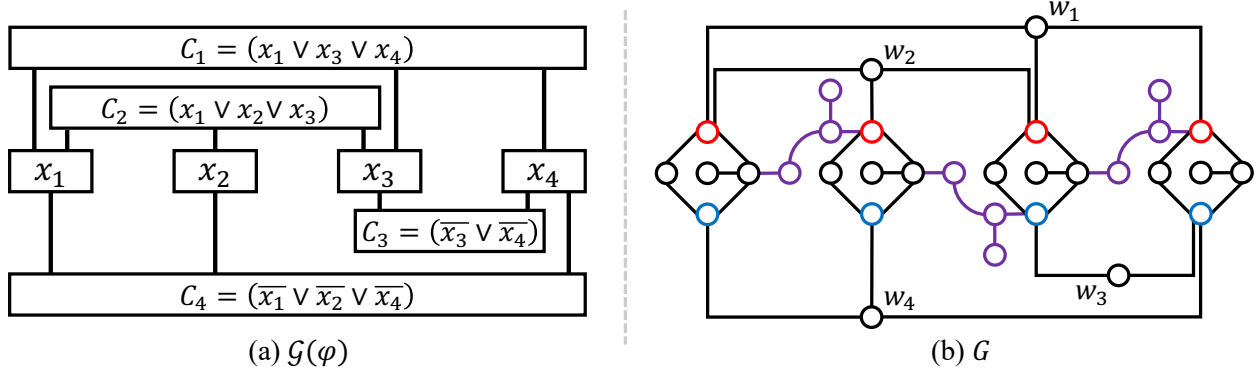 C₁ = (x₁ ∨ x₃ ∨ x₄)
C₂ = (x₁ ∨ x₂ ∨ x₃)
x₁ x₂ x₃ x₄
C₃ = (x̅₃ ∨ x̅₄)
C₄ = (x̅₁ ∨ x̅₂ ∨ x̅₄)
(a) 𝒢(φ)
w₁
w₂
w₃
w₄
(b) G